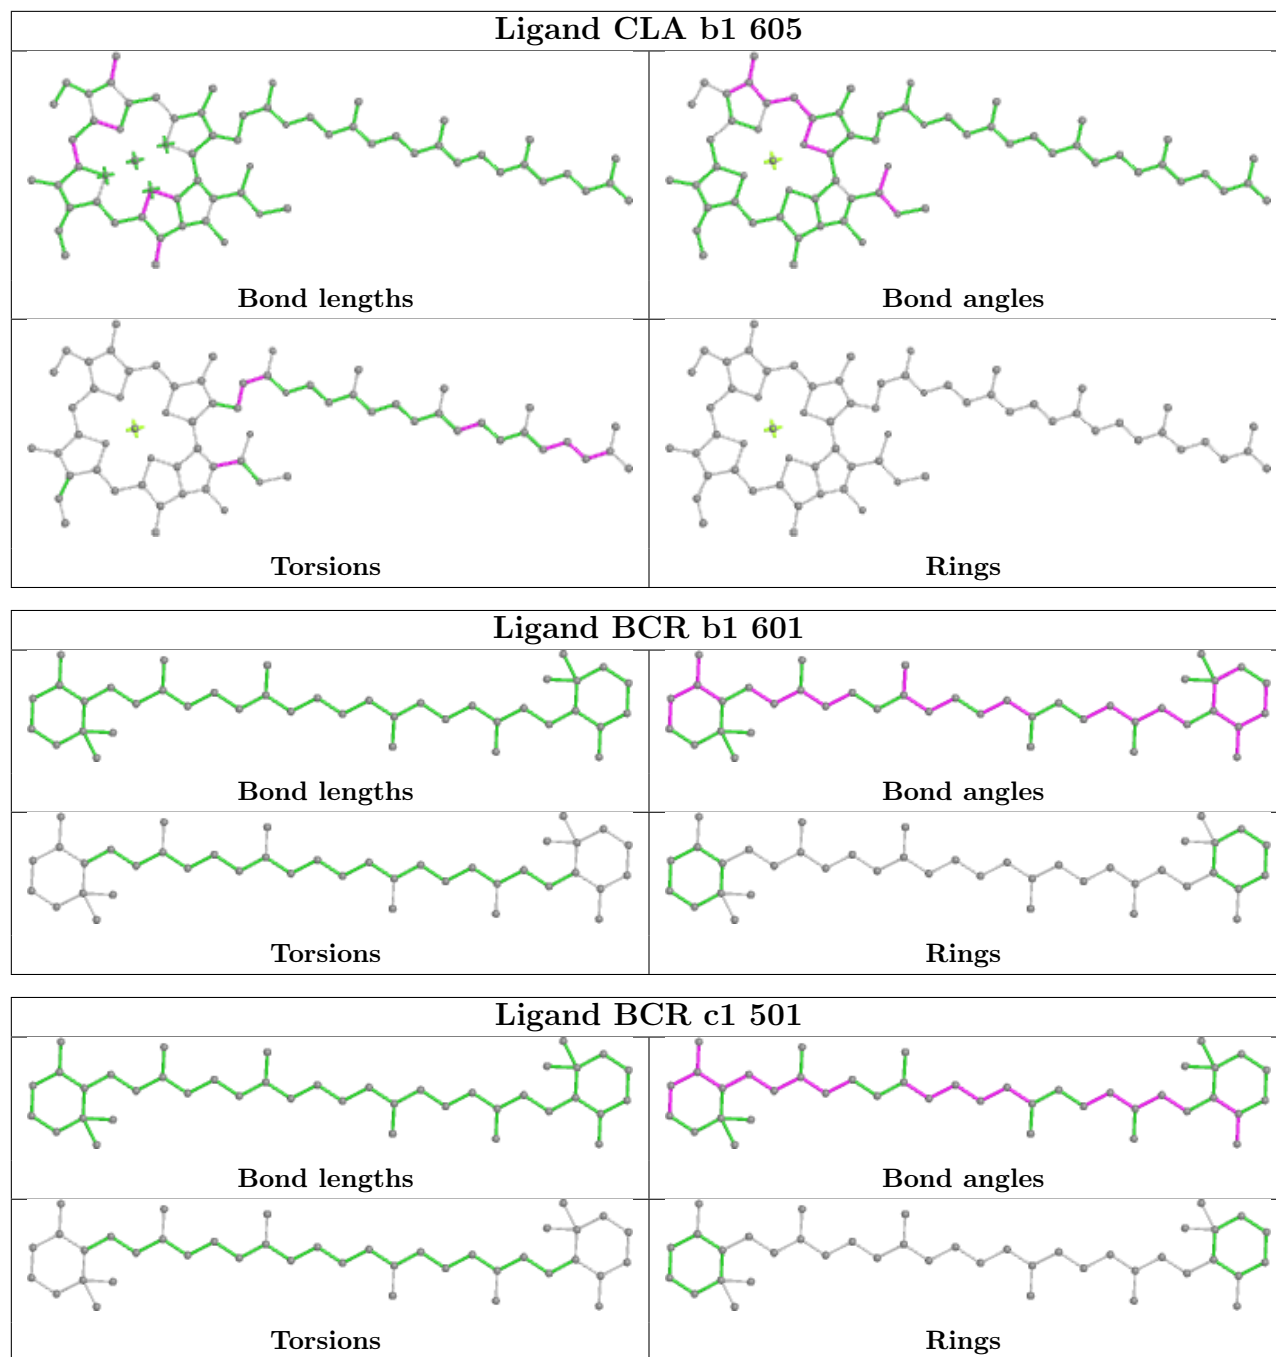 Ligand CLA b1 605
Bond lengths
Bond angles
Torsions
Rings
Ligand BCR b1 601
Bond lengths
Bond angles
Torsions
Rings
Ligand BCR c1 501
Bond lengths
Bond angles
Torsions
Rings